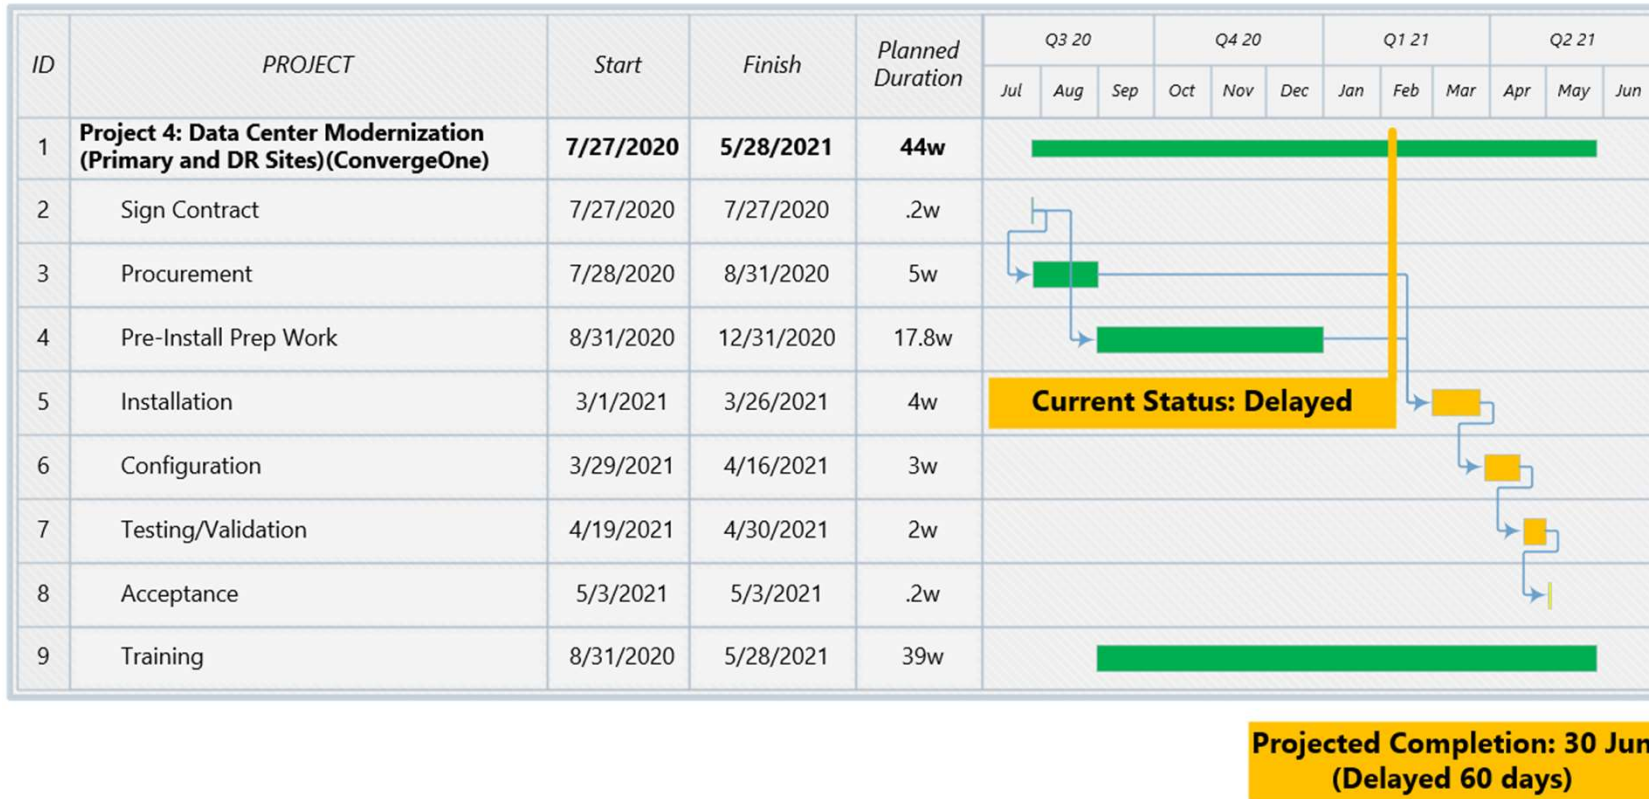 ID PROJECT Start Finish Planned Duration Q3 20 Q4 20 Q1 21 Q2 21
Jul Aug Sep Oct Nov Dec Jan Feb Mar Apr May Jun
1 Project 4: Data Center Modernization (Primary and DR Sites)(ConvergeOne) 7/27/2020 5/28/2021 44w
2 Sign Contract 7/27/2020 7/27/2020 .2w
3 Procurement 7/28/2020 8/31/2020 5w
4 Pre-Install Prep Work 8/31/2020 12/31/2020 17.8w
5 Installation 3/1/2021 3/26/2021 4w Current Status: Delayed
6 Configuration 3/29/2021 4/16/2021 3w
7 Testing/Validation 4/19/2021 4/30/2021 2w
8 Acceptance 5/3/2021 5/3/2021 .2w
9 Training 8/31/2020 5/28/2021 39w
Projected Completion: 30 Jun
(Delayed 60 days)